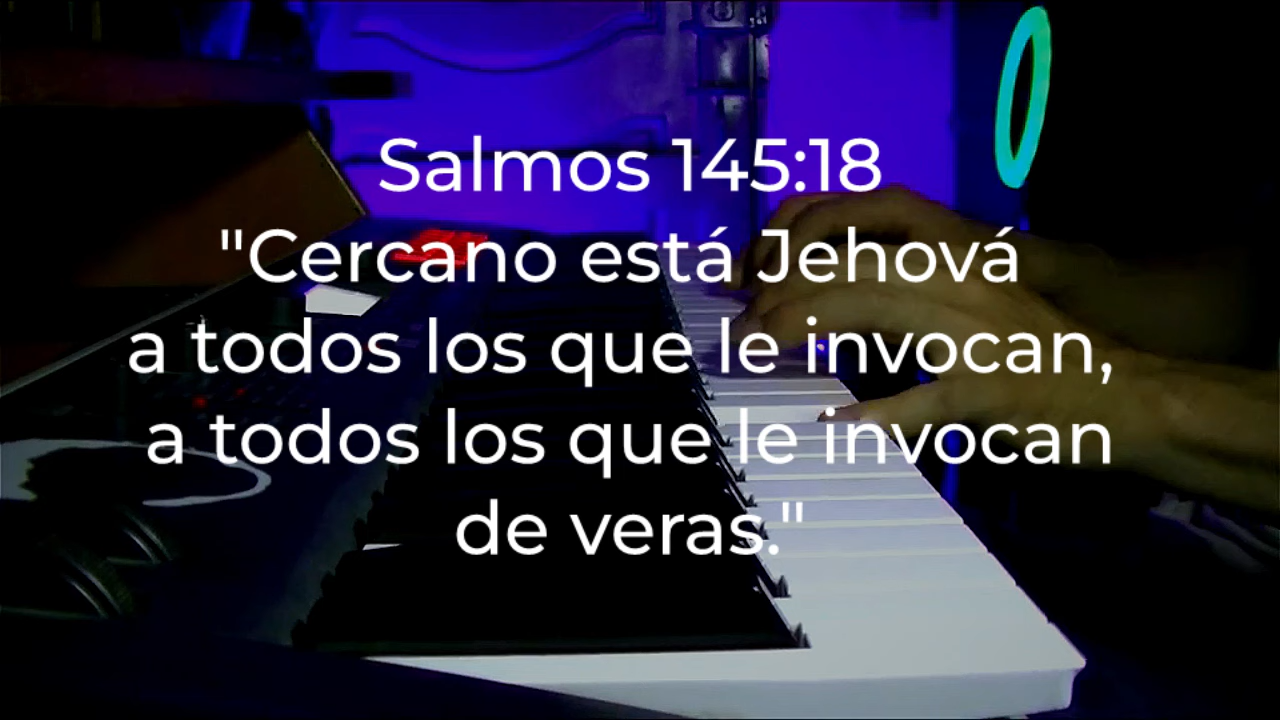 Salmos 145:18
"Cercano está Jehová
a todos los que le invocan,
a todos los que le invocan
de veras."